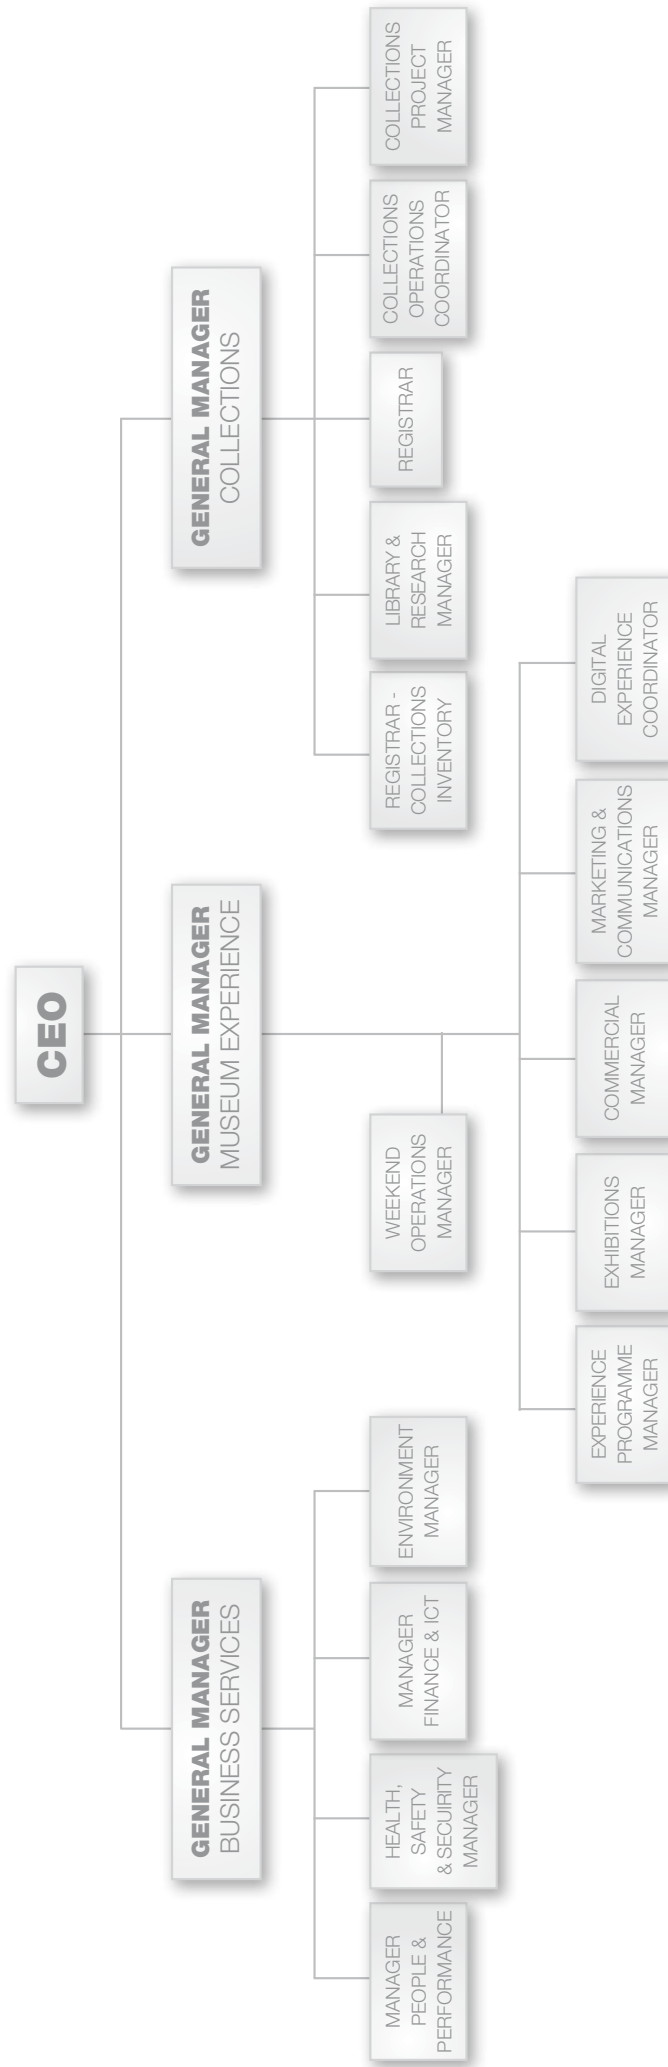 CEO
GENERAL MANAGER
BUSINESS SERVICES
GENERAL MANAGER
MUSEUM EXPERIENCE
GENERAL MANAGER
COLLECTIONS
MANAGER
PEOPLE &
PERFORMANCE
HEALTH,
SAFETY
& SECUIRITY
MANAGER
MANAGER
FINANCE & ICT
ENVIRONMENT
MANAGER
WEEKEND
OPERATIONS
MANAGER
REGISTRAR -
COLLECTIONS
INVENTORY
LIBRARY &
RESEARCH
MANAGER
REGISTRAR
COLLECTIONS
OPERATIONS
COORDINATOR
COLLECTIONS
PROJECT
MANAGER
EXPERIENCE
PROGRAMME
MANAGER
EXHIBITIONS
MANAGER
COMMERCIAL
MANAGER
MARKETING &
COMMUNICATIONS
MANAGER
DIGITAL
EXPERIENCE
COORDINATOR